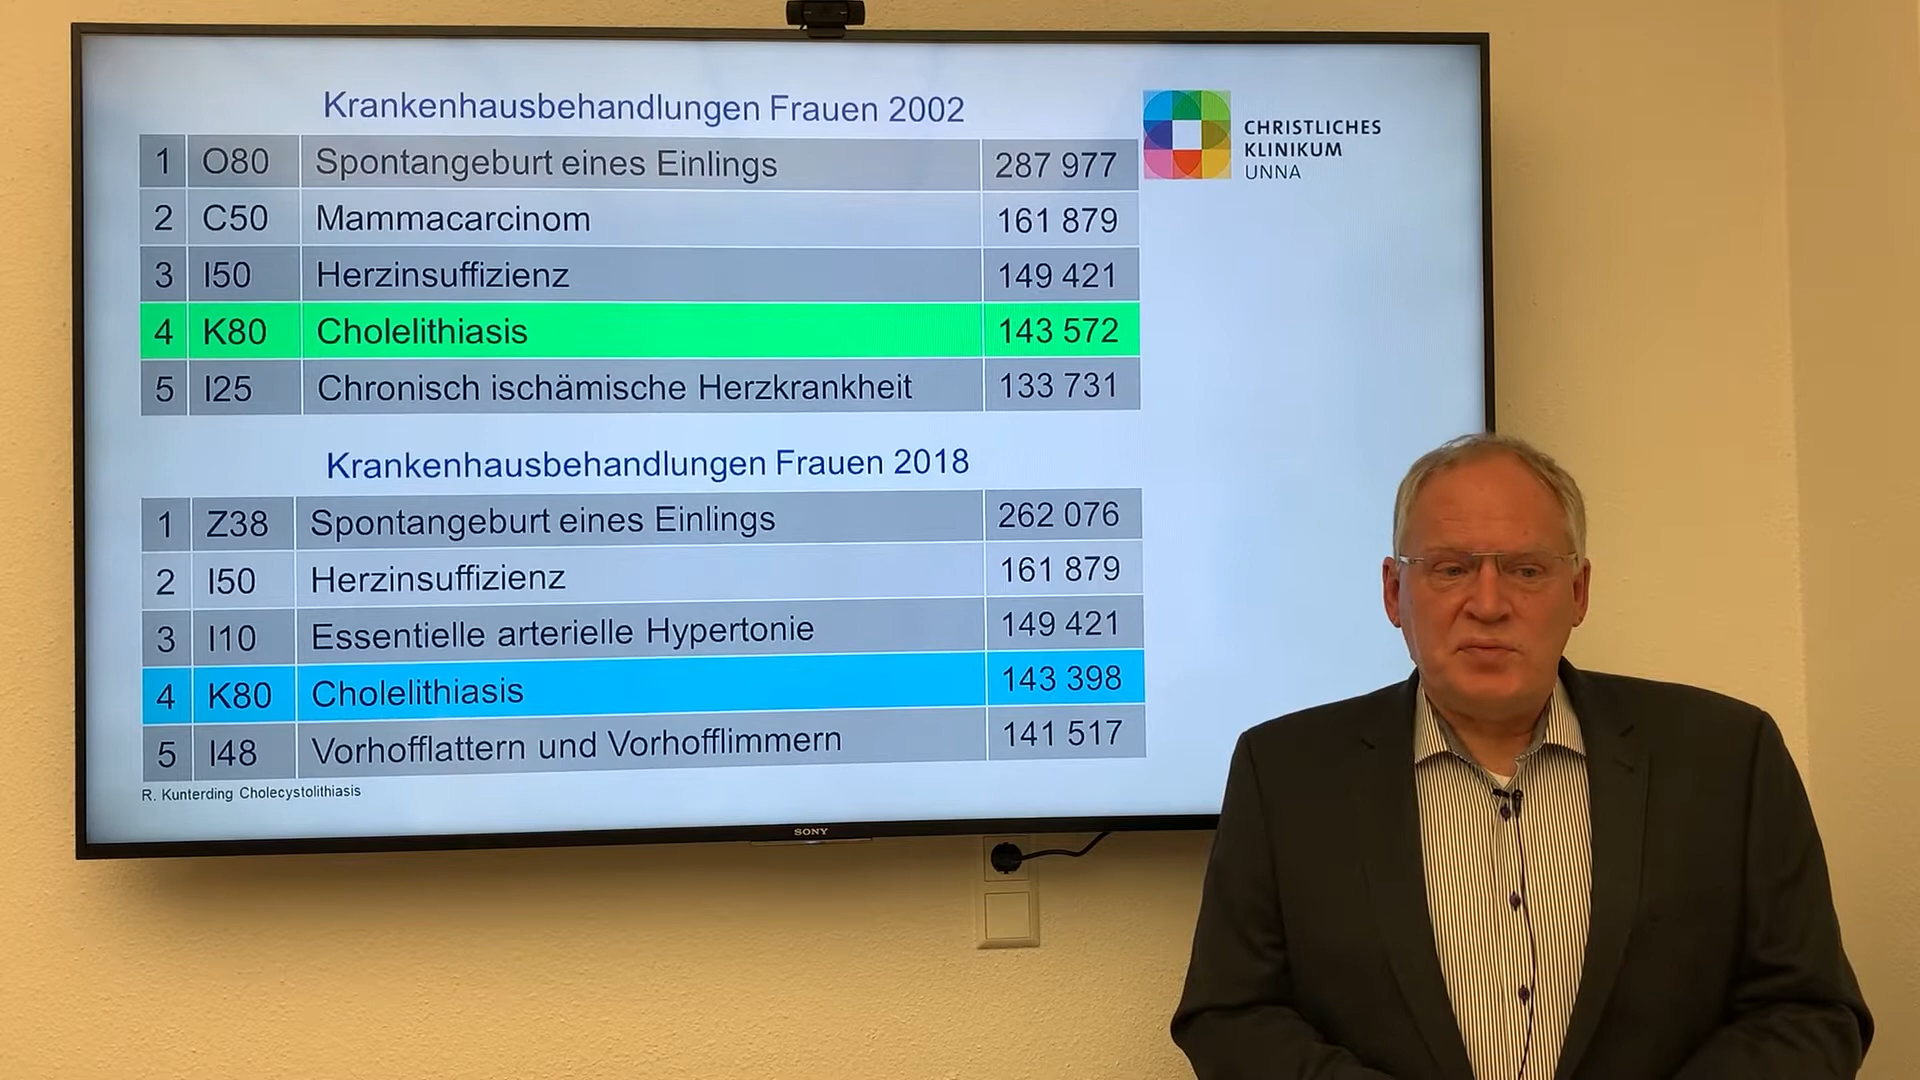 Krankenhausbehandlungen Frauen 2002
1 O80 Spontangeburt eines Einlings 287 977
2 C50 Mammacarcinom 161 879
3 I50 Herzinsuffizienz 149 421
4 K80 Cholelithiasis 143 572
5 I25 Chronisch ischämische Herzkrankheit 133 731
CHRISTLICHES
KLINIKUM
UNNA
Krankenhausbehandlungen Frauen 2018
1 Z38 Spontangeburt eines Einlings 262 076
2 I50 Herzinsuffizienz 161 879
3 I10 Essentielle arterielle Hypertonie 149 421
4 K80 Cholelithiasis 143 398
5 I48 Vorhofflattern und Vorhofflimmern 141 517
R. Kunterding Cholecystolithiasis
SONY